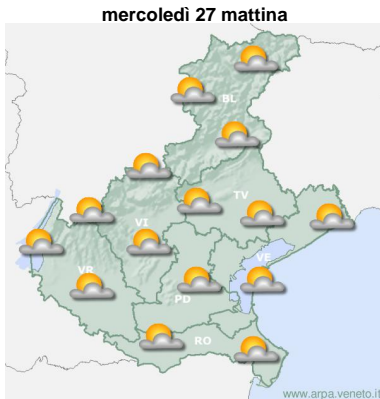 mercoledì 27 mattina
BL
TV
VI
VE
VR
PD
RO
www.arpa.veneto.it